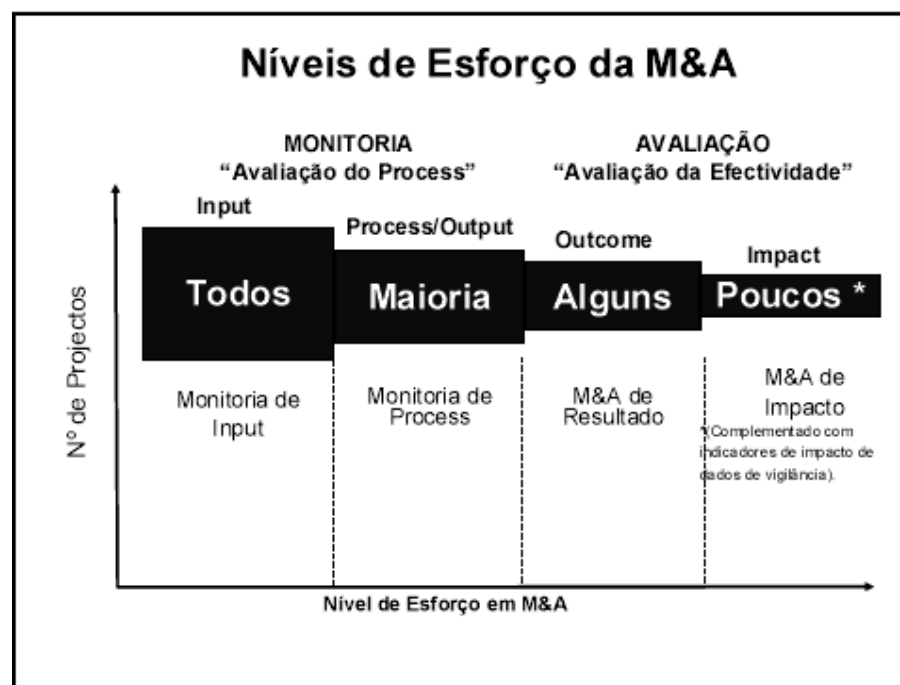 Níveis de Esforço da M&A
MONITORIA
“Avaliação do Process”
AVALIAÇÃO
“Avaliação da Efectividade”
Input
Process/Output
Outcome
Impact
Todos
Maioria
Alguns
Poucos *
Nº de Projectos
Monitoria de
Input
Monitoria de
Process
M&A de
Resultado
M&A de
Impacto
*(Complementado com
indicadores de impacto de
dados de vigilância).
Nível de Esforço em M&A